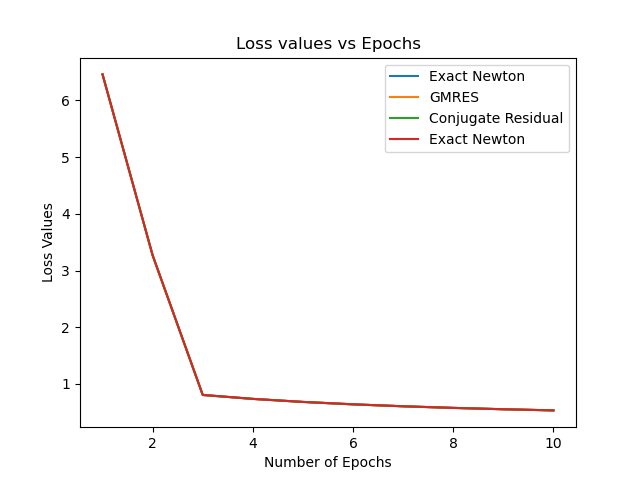 Loss values vs Epochs
Exact Newton
GMRES
Conjugate Residual
Exact Newton
6
5
4
3
2
1
Loss Values
2
4
6
8
10
Number of Epochs